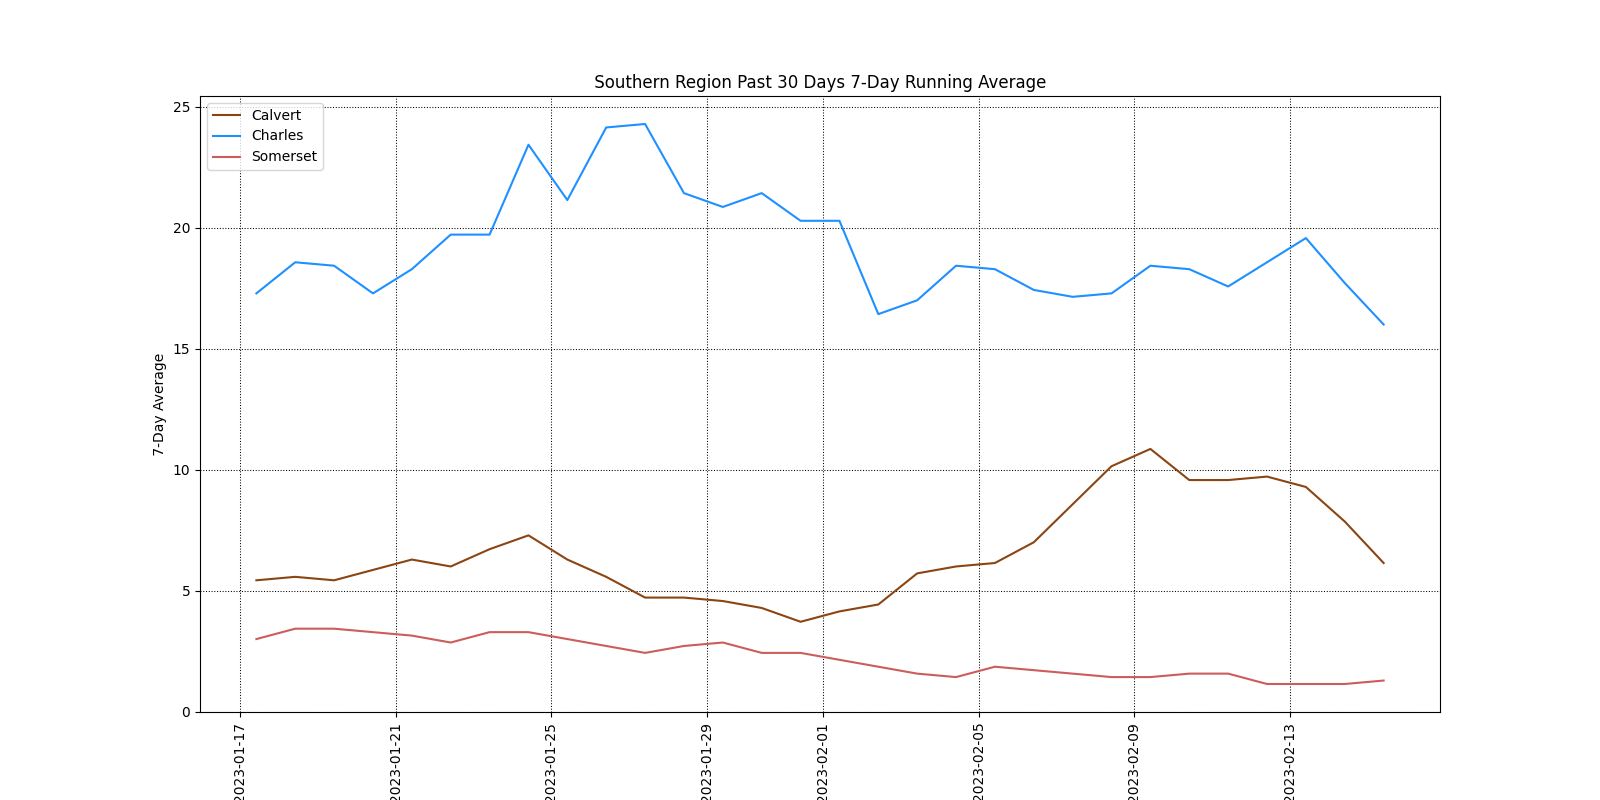 Southern Region Past 30 Days 7-Day Running Average
Calvert
Charles
Somerset
7-Day Average
25
20
15
10
5
0
2023-01-17
2023-01-21
2023-01-25
2023-01-29
2023-02-01
2023-02-05
2023-02-09
2023-02-13